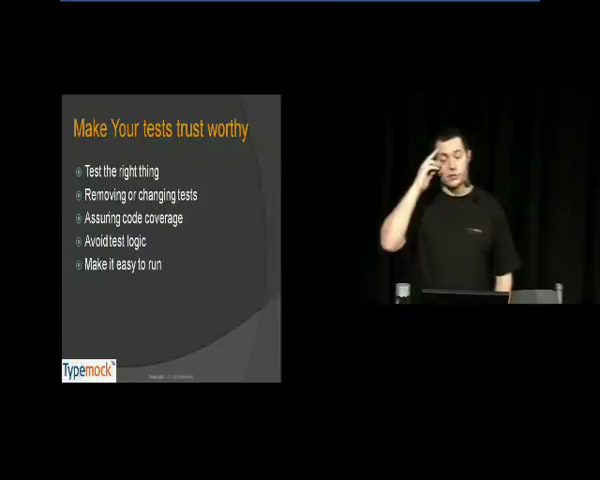 Make Your tests trust worthy
Test the right thing
Removing or changing tests
Assuring code coverage
Avoid test logic
Make it easy to run
Typemock